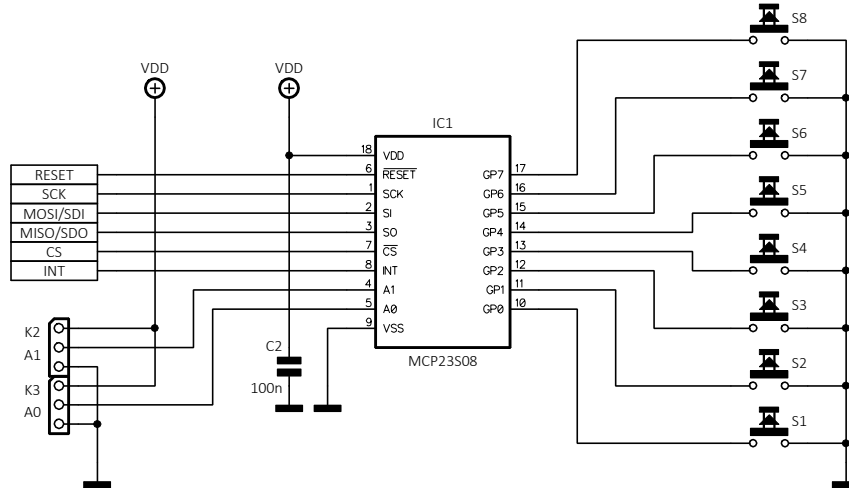 S8
VDD
VDD
S7
IC1
S6
18 VDD
RESET
6 RESET
GP7 17
SCK
1 SCK
GP6 16
S5
MOSI/SDI
2 SI
GP5 15
MISO/SDO
3 SO
GP4 14
CS
7 CS
GP3 13
S4
INT
8 INT
GP2 12
4 A1
GP1 11
5 A0
GP0 10
S3
9 VSS
K2
A1
C2
100n
MCP23S08
S2
K3
A0
S1